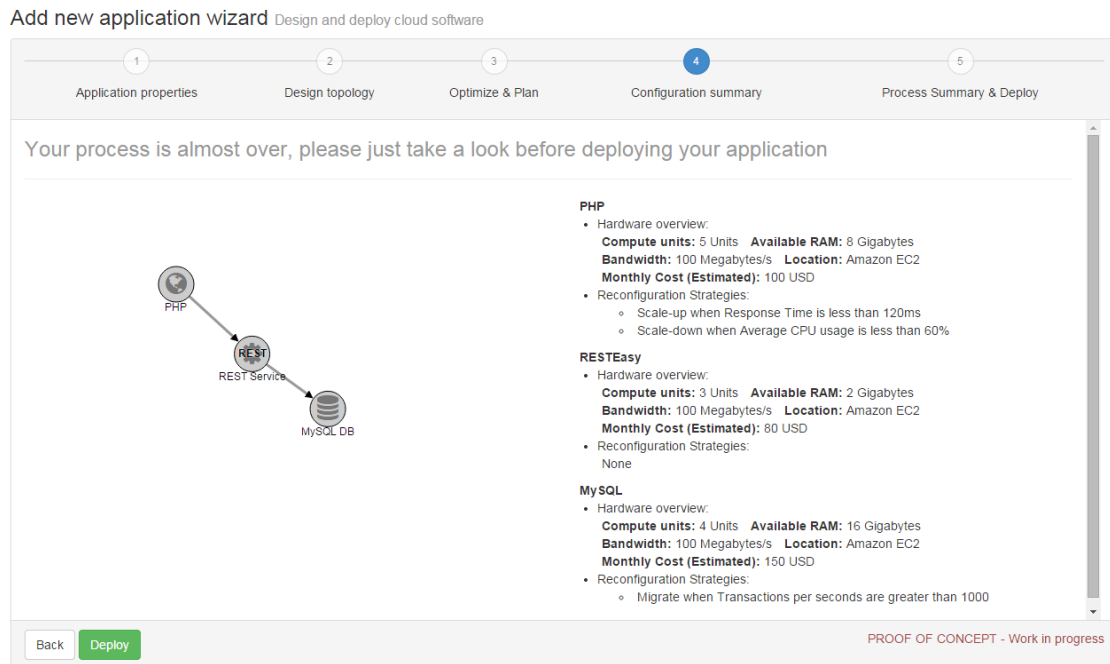 Add new application wizard Design and deploy cloud software
1 2 3 4 5
Application properties Design topology Optimize & Plan Configuration summary Process Summary & Deploy
Your process is almost over, please just take a look before deploying your application
PHP
REST
REST Service
MySQL DB
PHP
• Hardware overview:
Compute units: 5 Units Available RAM: 8 Gigabytes
Bandwidth: 100 Megabytes/s Location: Amazon EC2
Monthly Cost (Estimated): 100 USD
• Reconfiguration Strategies:
◦ Scale-up when Response Time is less than 120ms
◦ Scale-down when Average CPU usage is less than 60%
RESTEasy
• Hardware overview:
Compute units: 3 Units Available RAM: 2 Gigabytes
Bandwidth: 100 Megabytes/s Location: Amazon EC2
Monthly Cost (Estimated): 80 USD
• Reconfiguration Strategies:
None
MySQL
• Hardware overview:
Compute units: 4 Units Available RAM: 16 Gigabytes
Bandwidth: 100 Megabytes/s Location: Amazon EC2
Monthly Cost (Estimated): 150 USD
• Reconfiguration Strategies:
◦ Migrate when Transactions per seconds are greater than 1000
Back Deploy
PROOF OF CONCEPT - Work in progress